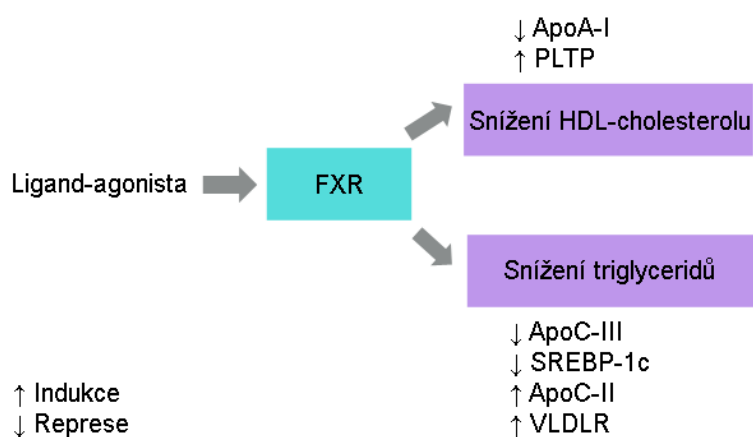 ↓ ApoA-I
↑ PLTP
Snížení HDL-cholesterolu
Ligand-agonista
FXR
Snížení triglyceridů
↓ ApoC-III
↓ SREBP-1c
↑ ApoC-II
↑ VLDLR
↑ Indukce
↓ Represe